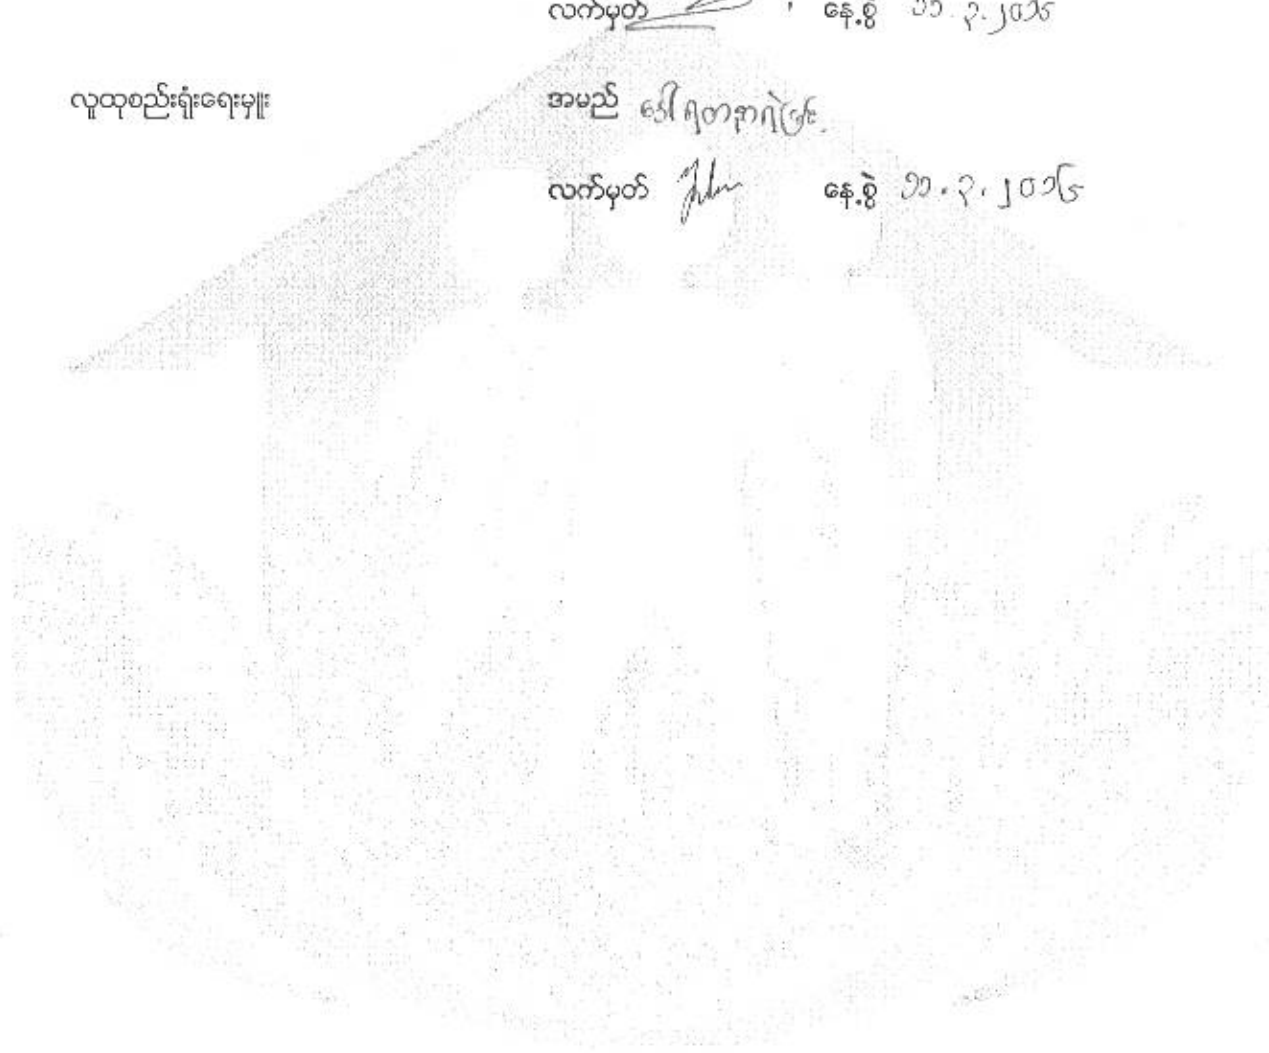 လက်မှတ် နေ့စွဲ ၁၁.၃.၂၀၁၆
လူထုစည်းရုံးရေးမှူး အမည် ဒေါ်ရတနာရဲမြင့်
လက်မှတ် နေ့စွဲ ၁၁.၃.၂၀၁၆